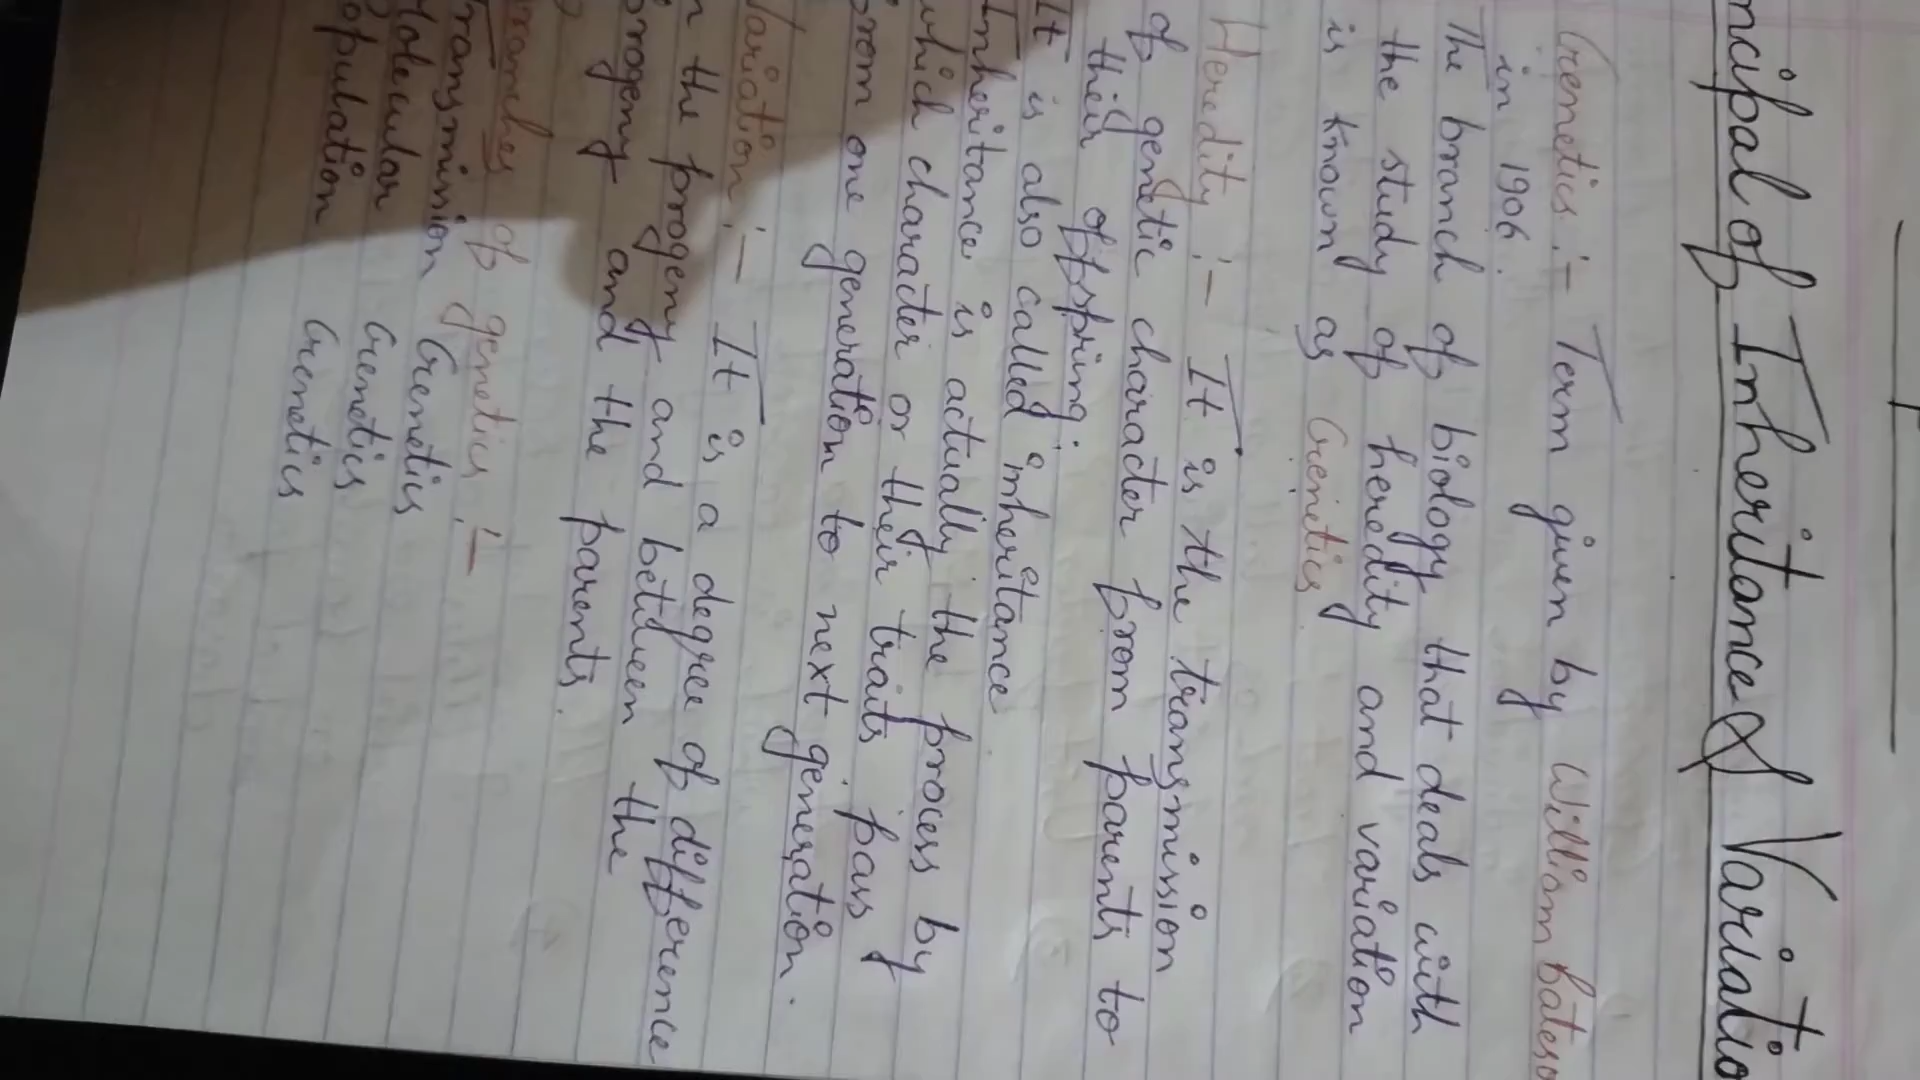 ncipal of Inheritance & Variatio
Genetics :- Term given by William bateso
in 1906.
The branch of biology that deals with
the study of heredity and variation
is known as Genetics.
Heredity :- It is the transmission
of genetic character from parents to
their offspring.
It is also called inheritance
Inheritance is actually the process by
which character or their traits pass
from one generation to next generation.
Variation :- It is a degree of difference
n the progeny and between the
progeny and the parents.
ranches of genetics :-
Transmission Genetics
Molecular Genetics
opulation Genetics